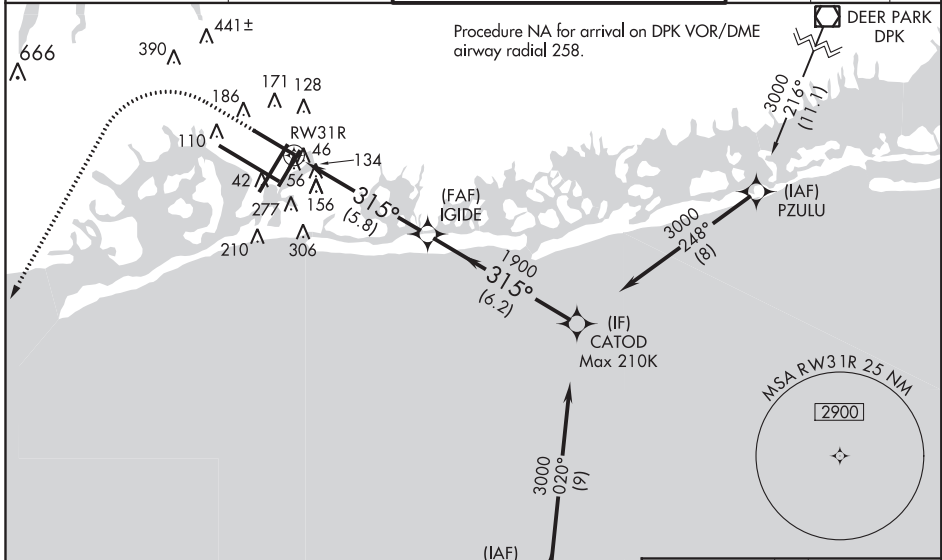 Procedure NA for arrival on DPK VOR/DME
airway radial 258.
DEER PARK
DPK
3000
216°
(11.1)
441±
390
666
171
128
186
110
RW31R
46
134
42
56
156
277
210
306
315°
(5.8)
(FAF)
IGIDE
1900
315°
(6.2)
3000
248°
(8)
(IAF)
PZULU
(IF)
CATOD
Max 210K
MSA RW31R 25 NM
2900
3000
020°
(9)
(IAF)